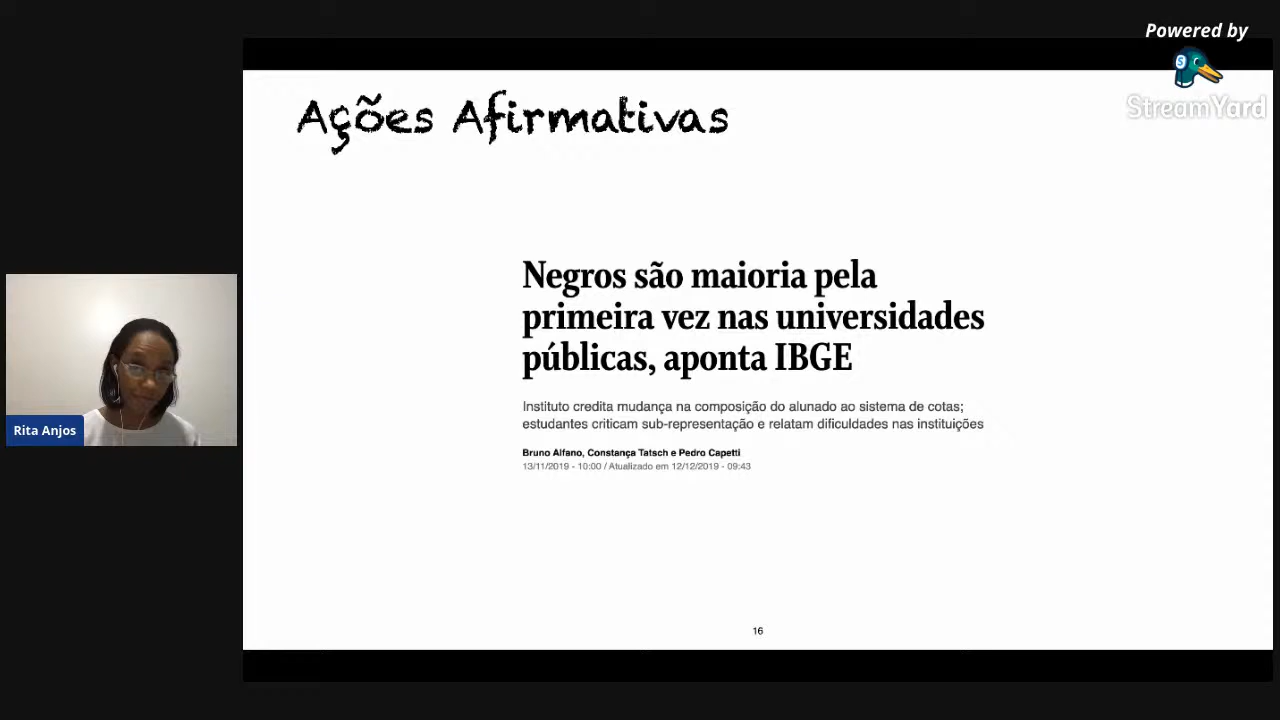 Powered by
StreamYard
Ações Afirmativas
Negros são maioria pela
primeira vez nas universidades
públicas, aponta IBGE
Instituto credita mudança na composição do alunado ao sistema de cotas;
estudantes criticam sub-representação e relatam dificuldades nas instituições
Bruno Alfano, Constança Tatsch e Pedro Capetti
13/11/2019 - 10:00 / Atualizado em 12/12/2019 - 09:43
Rita Anjos
16